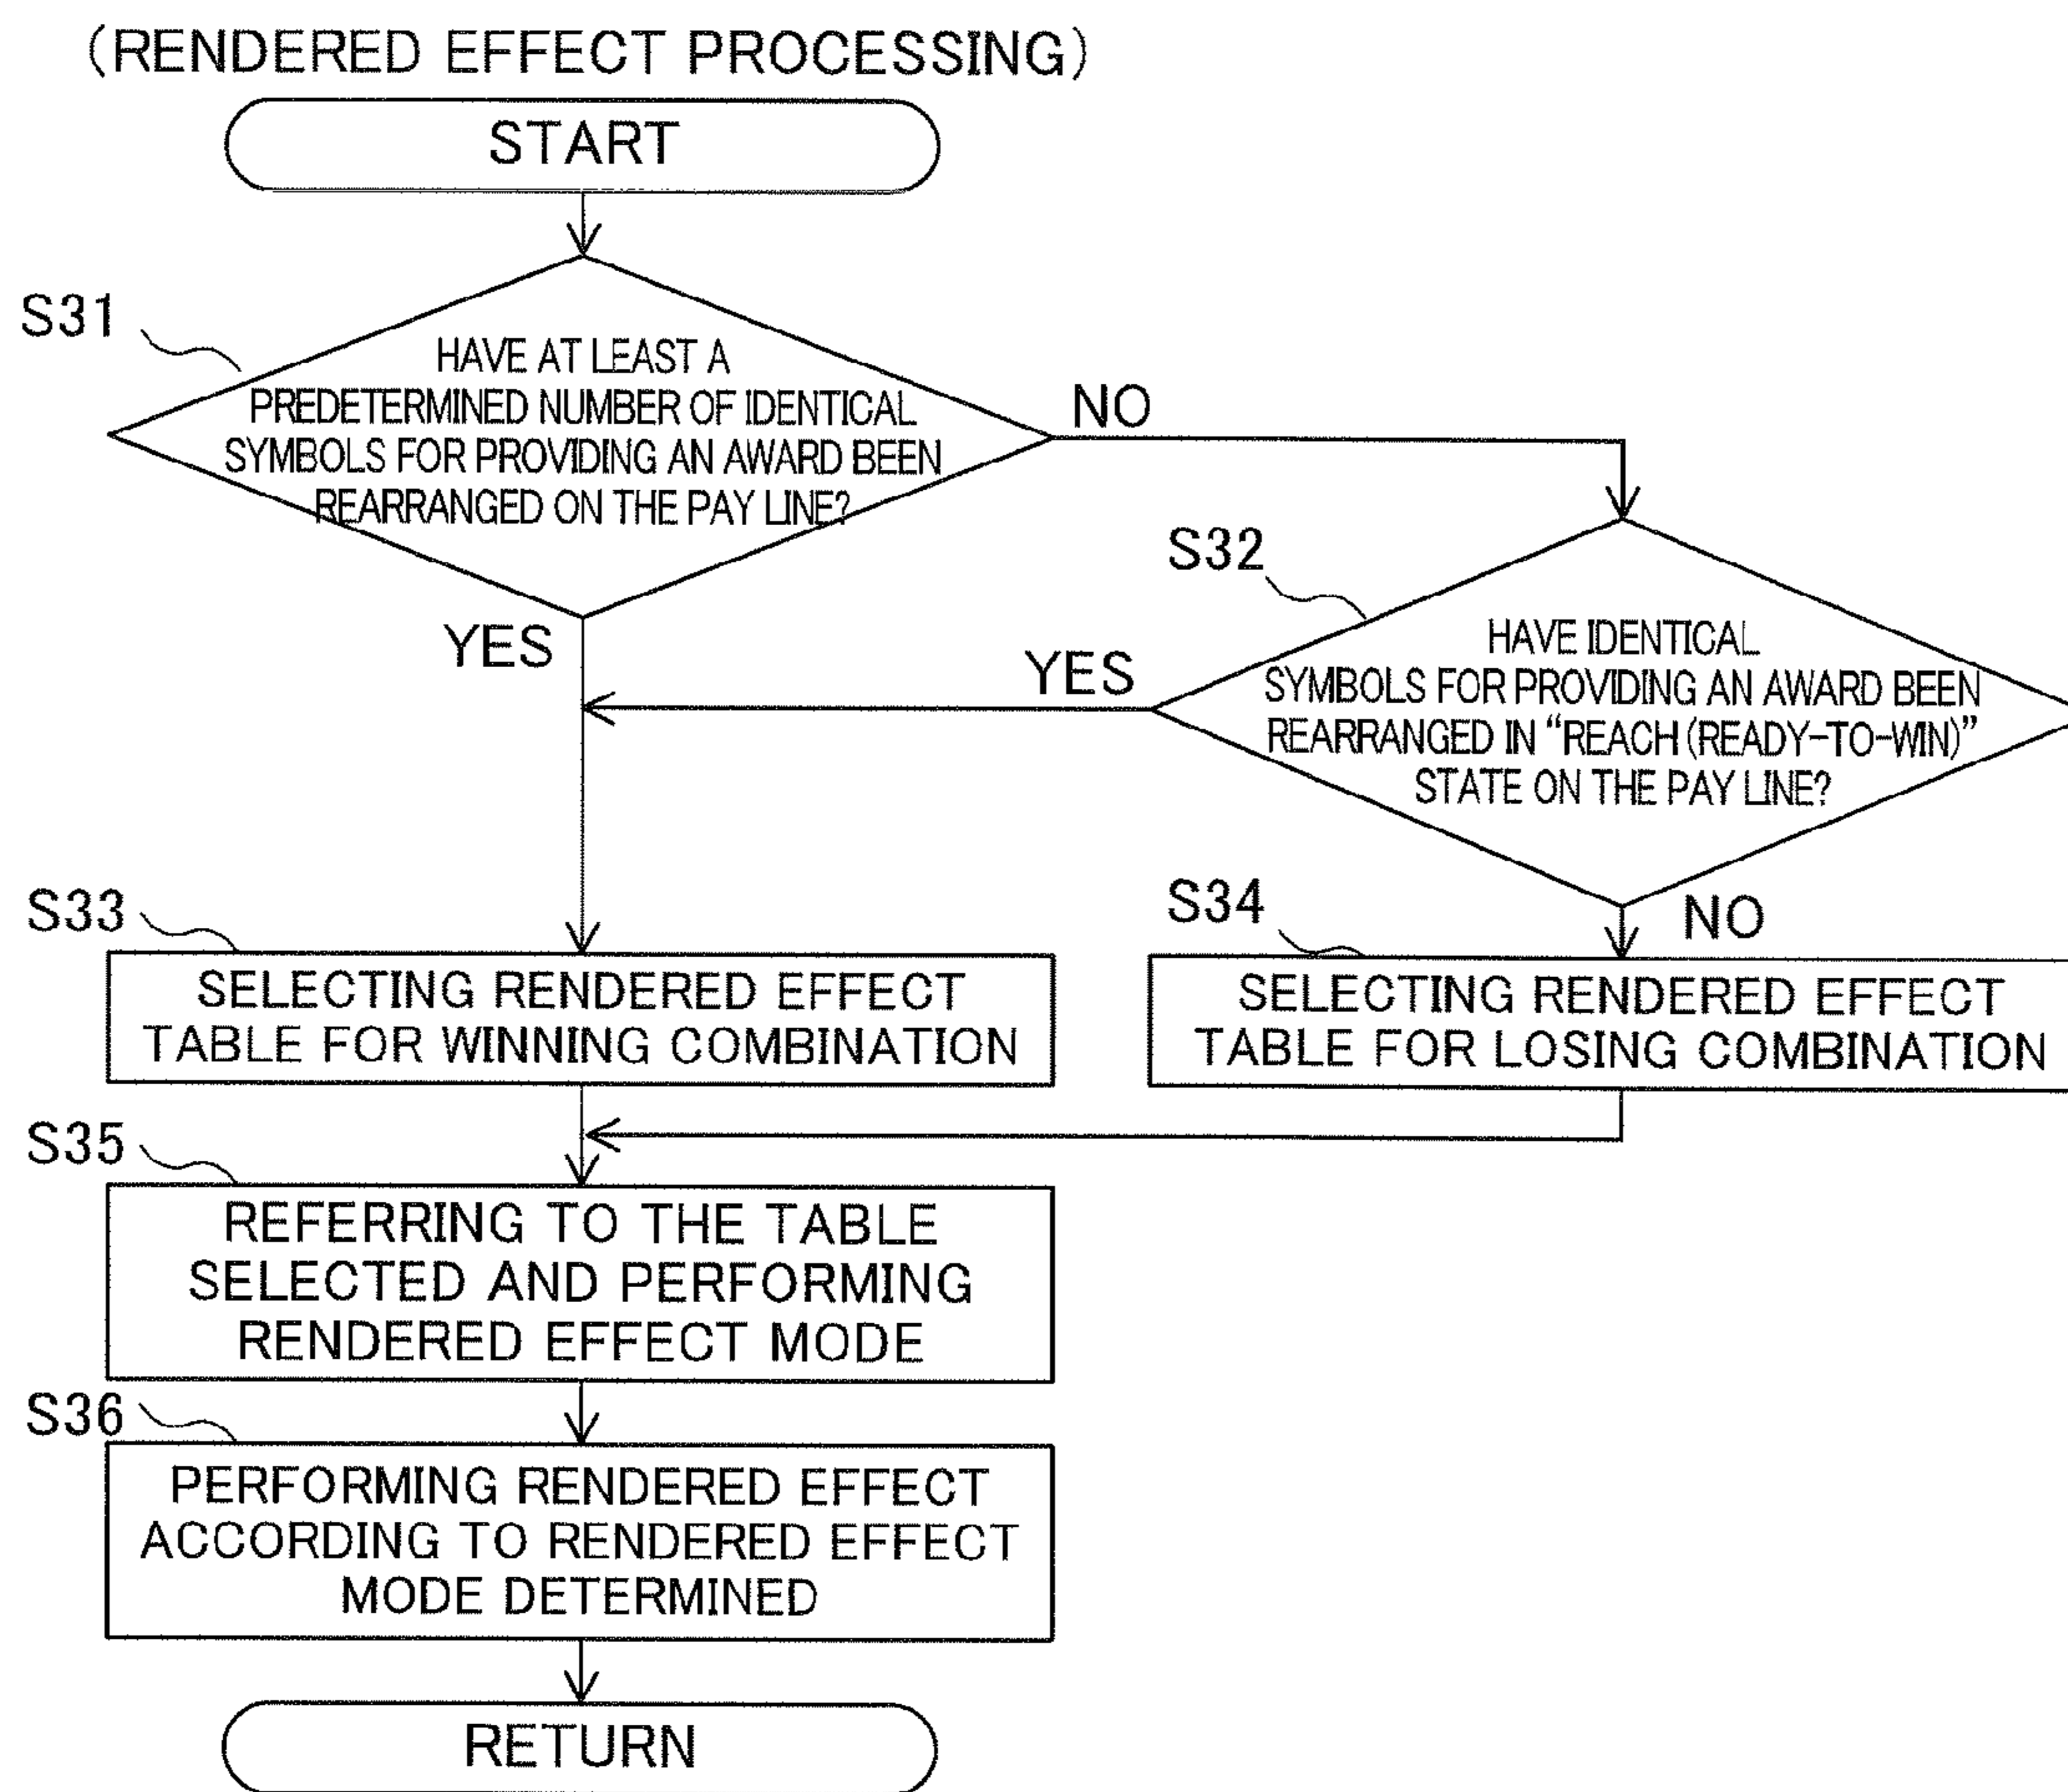 (RENDERED EFFECT PROCESSING)
START
S31
HAVE AT LEAST A
PREDETERMINED NUMBER OF IDENTICAL
SYMBOLS FOR PROVIDING AN AWARD BEEN
REARRANGED ON THE PAY LINE?
NO
YES
S32
HAVE IDENTICAL
SYMBOLS FOR PROVIDING AN AWARD BEEN
REARRANGED IN “REACH (READY-TO-WIN)”
STATE ON THE PAY LINE?
YES
NO
S33
SELECTING RENDERED EFFECT
TABLE FOR WINNING COMBINATION
S34
SELECTING RENDERED EFFECT
TABLE FOR LOSING COMBINATION
S35
REFERRING TO THE TABLE
SELECTED AND PERFORMING
RENDERED EFFECT MODE
S36
PERFORMING RENDERED EFFECT
ACCORDING TO RENDERED EFFECT
MODE DETERMINED
RETURN